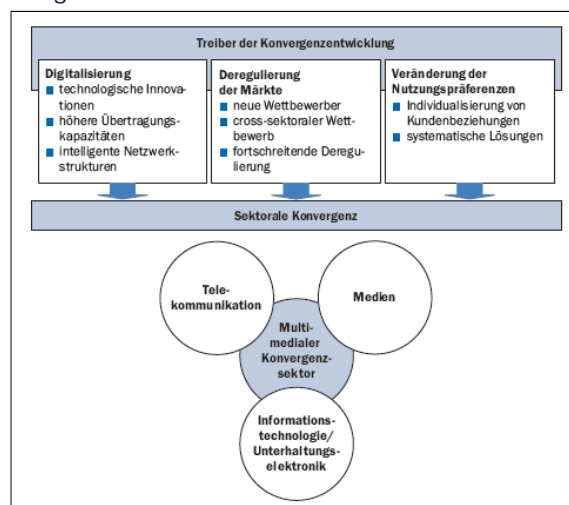 Treiber der Konvergenzentwicklung
Digitalisierung
technologische Innova-
tionen
höhere Übertragungs-
kapazitäten
intelligente Netzwerk-
strukturen
Deregulierung
der Märkte
neue Wettbewerber
cross-sektoraler Wett-
bewerb
fortschreitende Deregu-
lierung
Veränderung der
Nutzungspräferenzen
Individualisierung von
Kundenbeziehungen
systematische Lösungen
Sektorale Konvergenz
Tele-
kommunikation
Medien
Multi-
medialer
Konvergenz-
sektor
Informations-
technologie/
Unterhaltungs-
elektronik